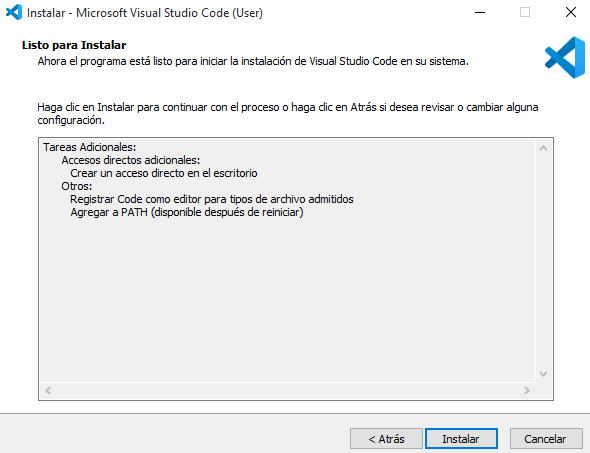 Instalar - Microsoft Visual Studio Code (User)
Listo para Instalar
Ahora el programa está listo para iniciar la instalación de Visual Studio Code en su sistema.
Haga clic en Instalar para continuar con el proceso o haga clic en Atrás si desea revisar o cambiar alguna
configuración.
Tareas Adicionales:
Accesos directos adicionales:
Crear un acceso directo en el escritorio
Otros:
Registrar Code como editor para tipos de archivo admitidos
Agregar a PATH (disponible después de reiniciar)
< Atrás
Instalar
Cancelar